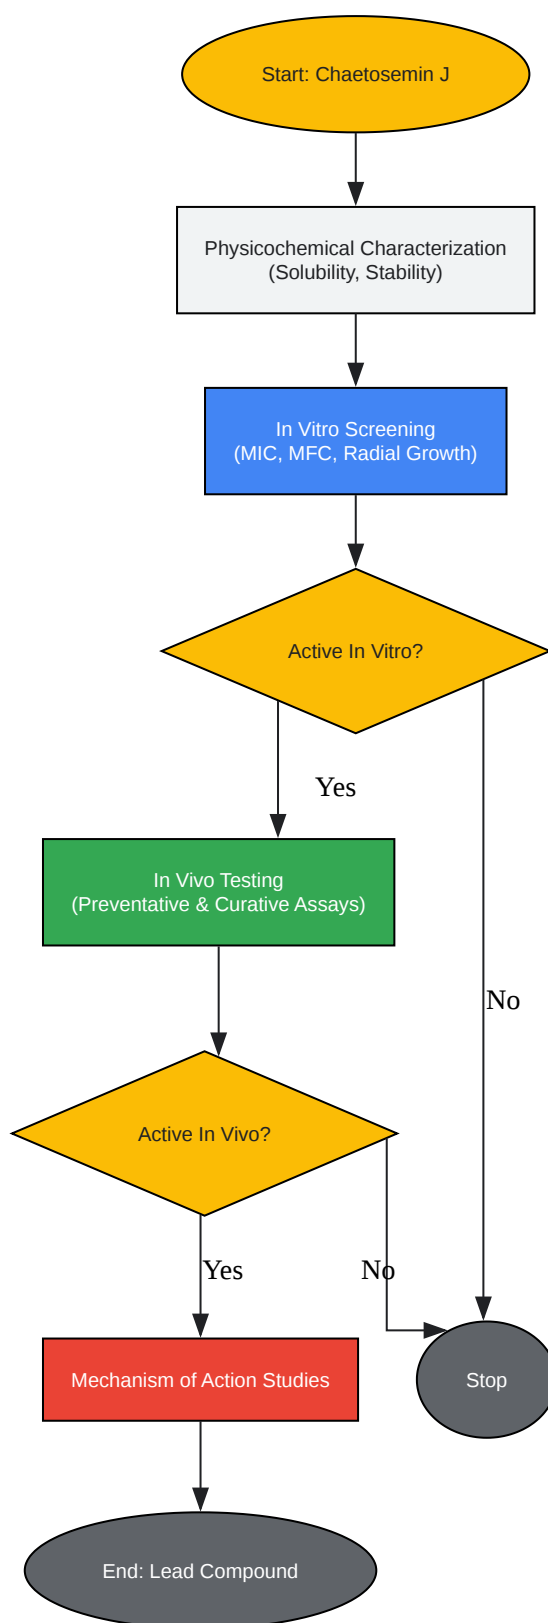 Start: Chaetosemin J
Physicochemical Characterization
(Solubility, Stability)
In Vitro Screening
(MIC, MFC, Radial Growth)
Active In Vitro?
Yes
In Vivo Testing
(Preventative & Curative Assays)
No
Active In Vivo?
Yes
No
Mechanism of Action Studies
Stop
End: Lead Compound